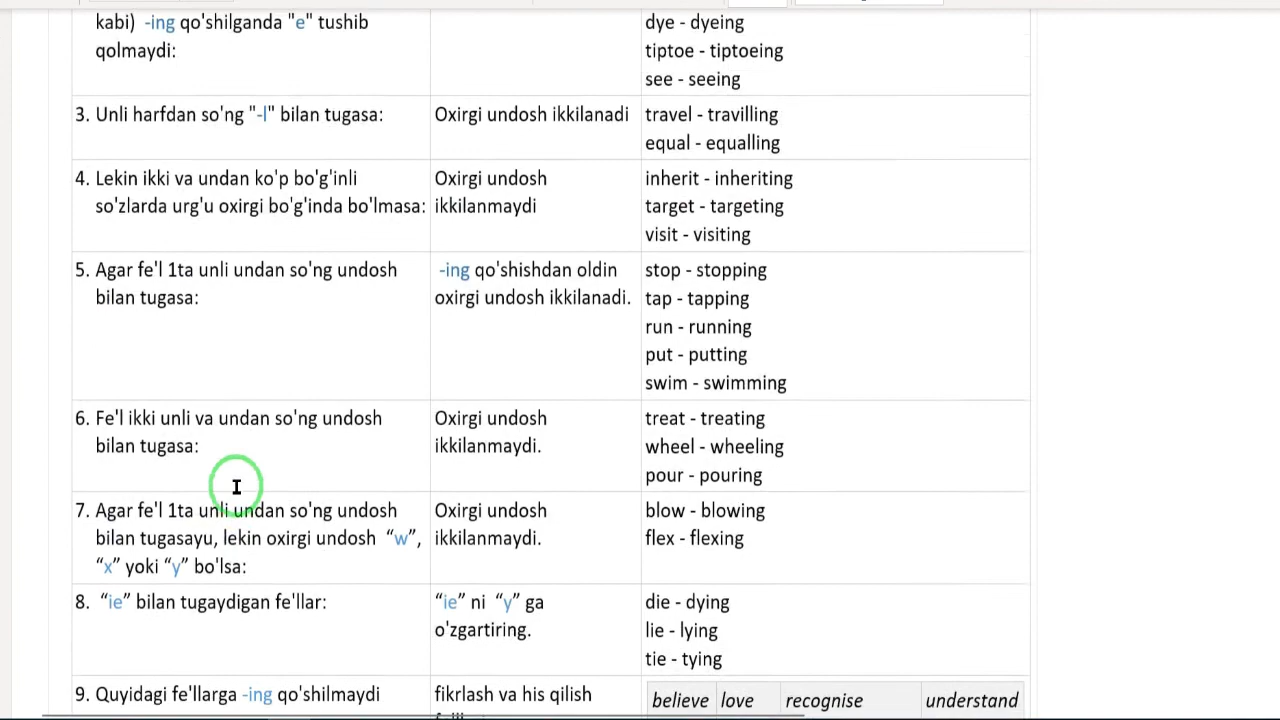 kabi) -ing qo'shilganda "e" tushib
qolmaydi:
dye - dyeing
tiptoe - tiptoeing
see - seeing
3. Unli harfdan so'ng "-l" bilan tugasa:
Oxirgi undosh ikkilanadi
travel - travilling
equal - equalling
4. Lekin ikki va undan ko'p bo'g'inli
so'zlarda urg'u oxirgi bo'g'inda bo'lmasa:
Oxirgi undosh
ikkilanmaydi
inherit - inheriting
target - targeting
visit - visiting
5. Agar fe'l 1ta unli undan so'ng undosh
bilan tugasa:
-ing qo'shishdan oldin
oxirgi undosh ikkilanadi.
stop - stopping
tap - tapping
run - running
put - putting
swim - swimming
6. Fe'l ikki unli va undan so'ng undosh
bilan tugasa:
Oxirgi undosh
ikkilanmaydi.
treat - treating
wheel - wheeling
pour - pouring
7. Agar fe'l 1ta unli undan so'ng undosh
bilan tugasayu, lekin oxirgi undosh “w”,
“x” yoki “y” bo'lsa:
Oxirgi undosh
ikkilanmaydi.
blow - blowing
flex - flexing
8. “ie” bilan tugaydigan fe'llar:
“ie” ni “y” ga
o'zgartiring.
die - dying
lie - lying
tie - tying
9. Quyidagi fe'llarga -ing qo'shilmaydi
fikrlash va his qilish
believe love recognise understand